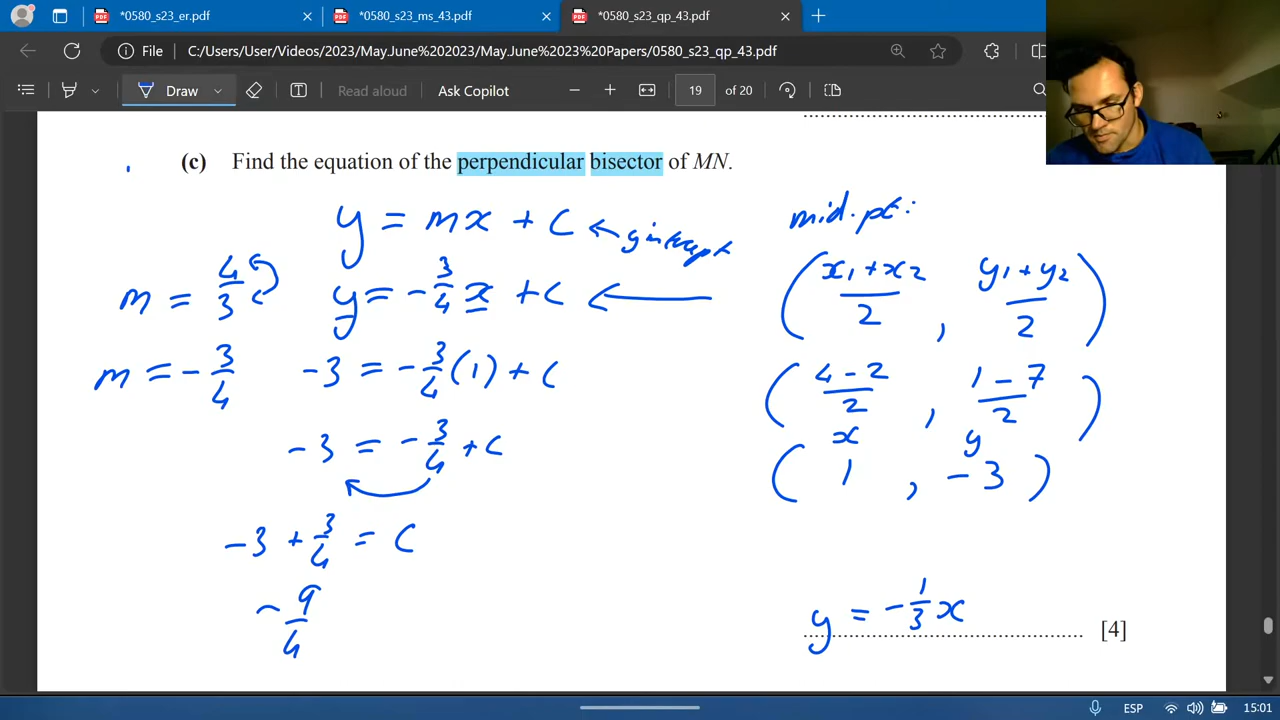 *0580_s23_er.pdf
*0580_s23_ms_43.pdf
*0580_s23_qp_43.pdf
File
C:/Users/User/Videos/2023/May.June%202023/May.June%2023%20Papers/0580_s23_qp_43.pdf
Draw
Read aloud
Ask Copilot
19 of 20
(c) Find the equation of the perpendicular bisector of MN.
y = mx + c ← y intercept
m = 4/3
y = -3/4 x + c ←
m = -3/4
-3 = -3/4 (1) + c
-3 = -3/4 + c
-3 + 3/4 = c
-9/4
mid.pt:
(x₁+x₂/2 , y₁+y₂/2)
(4-2/2 , 1-7/2)
x y
(1 , -3)
y = -1/3 x
[4]
ESP
15:01